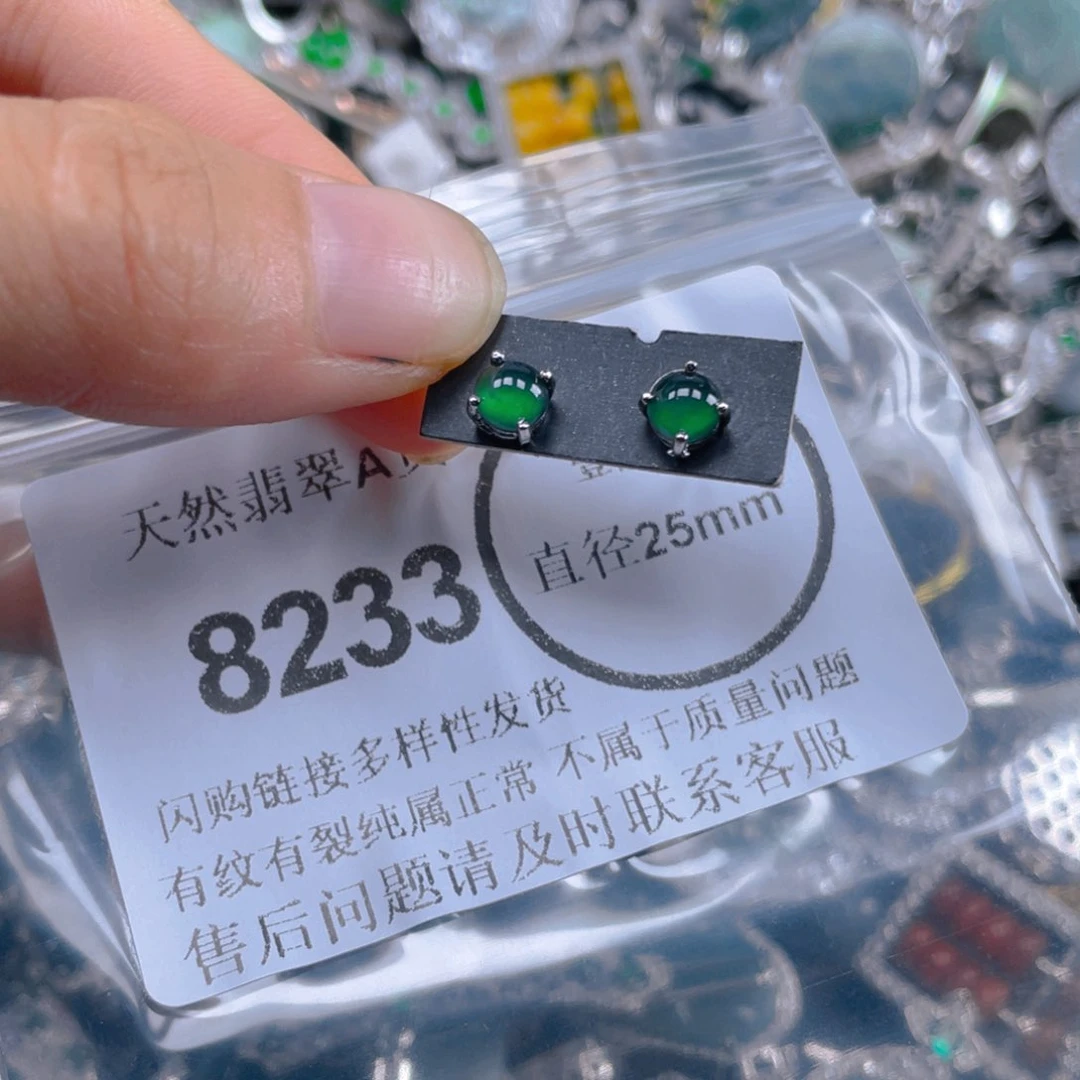 天然翡翠A
直径25mm
8233
闪购链接多样性发货
有纹有裂纯属正常 不属于质量问题
售后问题请及时联系客服